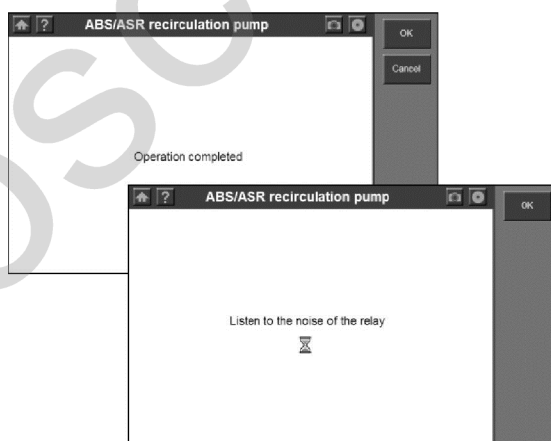 ? ABS/ASR recirculation pump
OK
Cancel
Operation completed
? ABS/ASR recirculation pump
OK
Listen to the noise of the relay